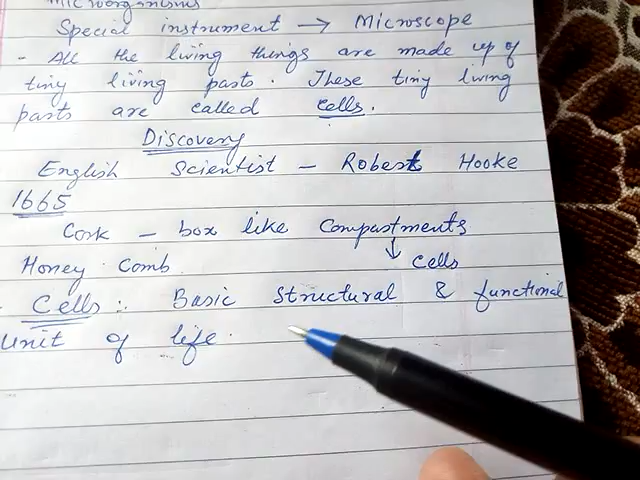 Microorganisms
Special instrument → Microscope
- All the living things are made up of
tiny living parts. These tiny living
parts are called cells.
Discovery
English Scientist - Robert Hooke
1665
Cork - box like Compartments
↓
Honey Comb cells
Cells :. Basic Structural & functional
Unit of life.